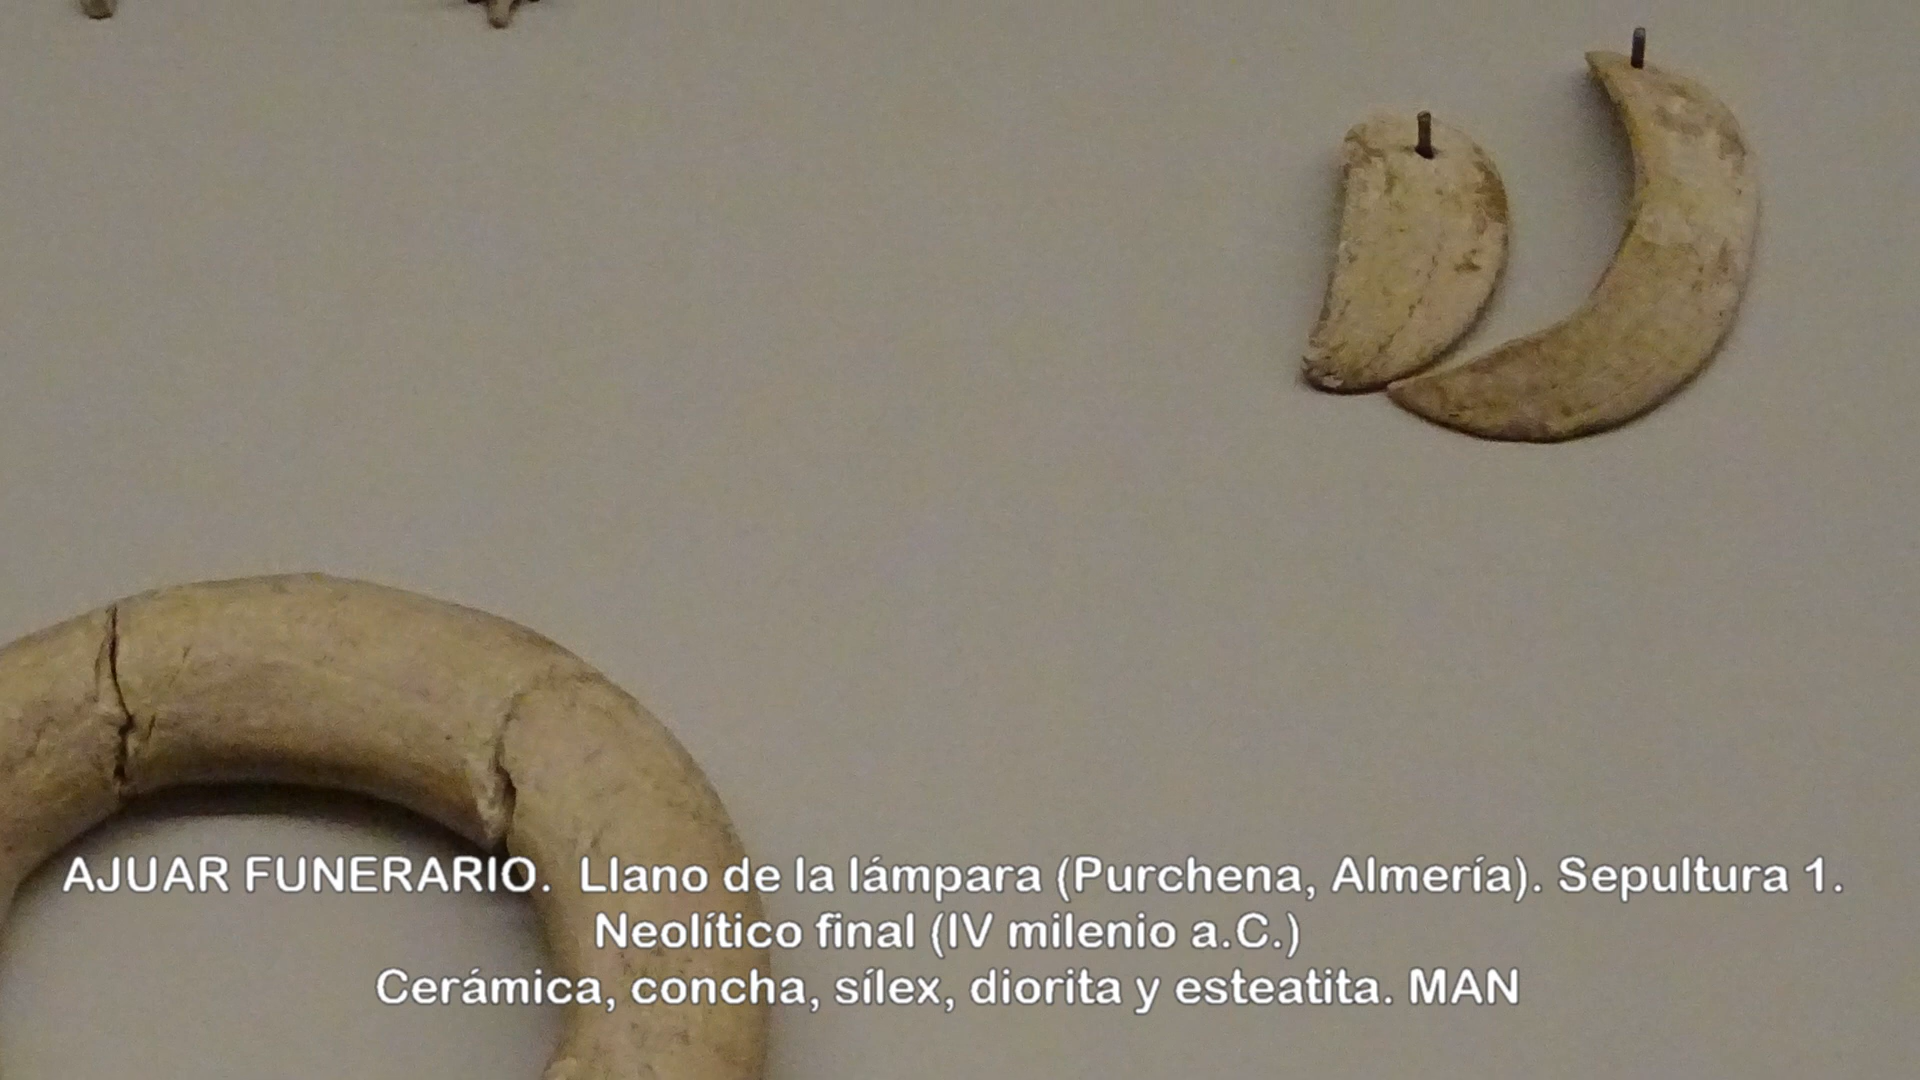 AJUAR FUNERARIO. Llano de la lámpara (Purchena, Almería). Sepultura 1.
Neolítico final (IV milenio a.C.)
Cerámica, concha, sílex, diorita y esteatita. MAN